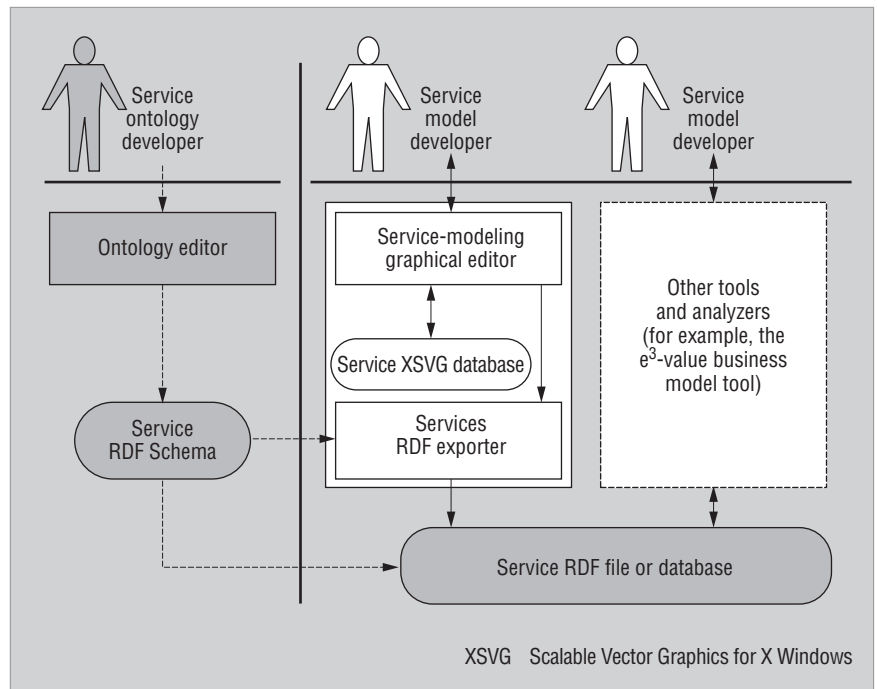 Service
ontology
developer
Service
model
developer
Service
model
developer
Ontology editor
Service-modeling
graphical editor
Other tools
and analyzers
(for example, the
e³-value business
model tool)
Service XSVG database
Service
RDF Schema
Services
RDF exporter
Service RDF file or database
XSVG Scalable Vector Graphics for X Windows